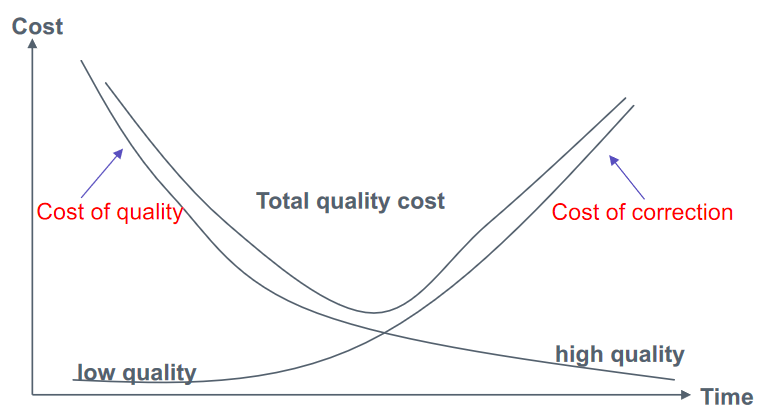 Cost
Total quality cost
Cost of quality
Cost of correction
high quality
low quality
Time